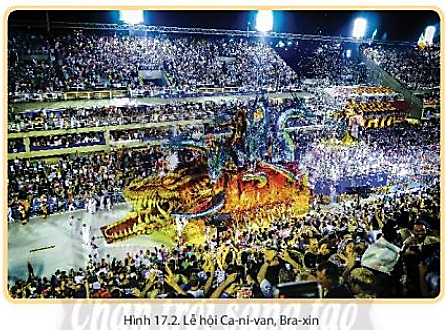 Hình 17.2. Lễ hội Ca-ni-van, Bra-xin